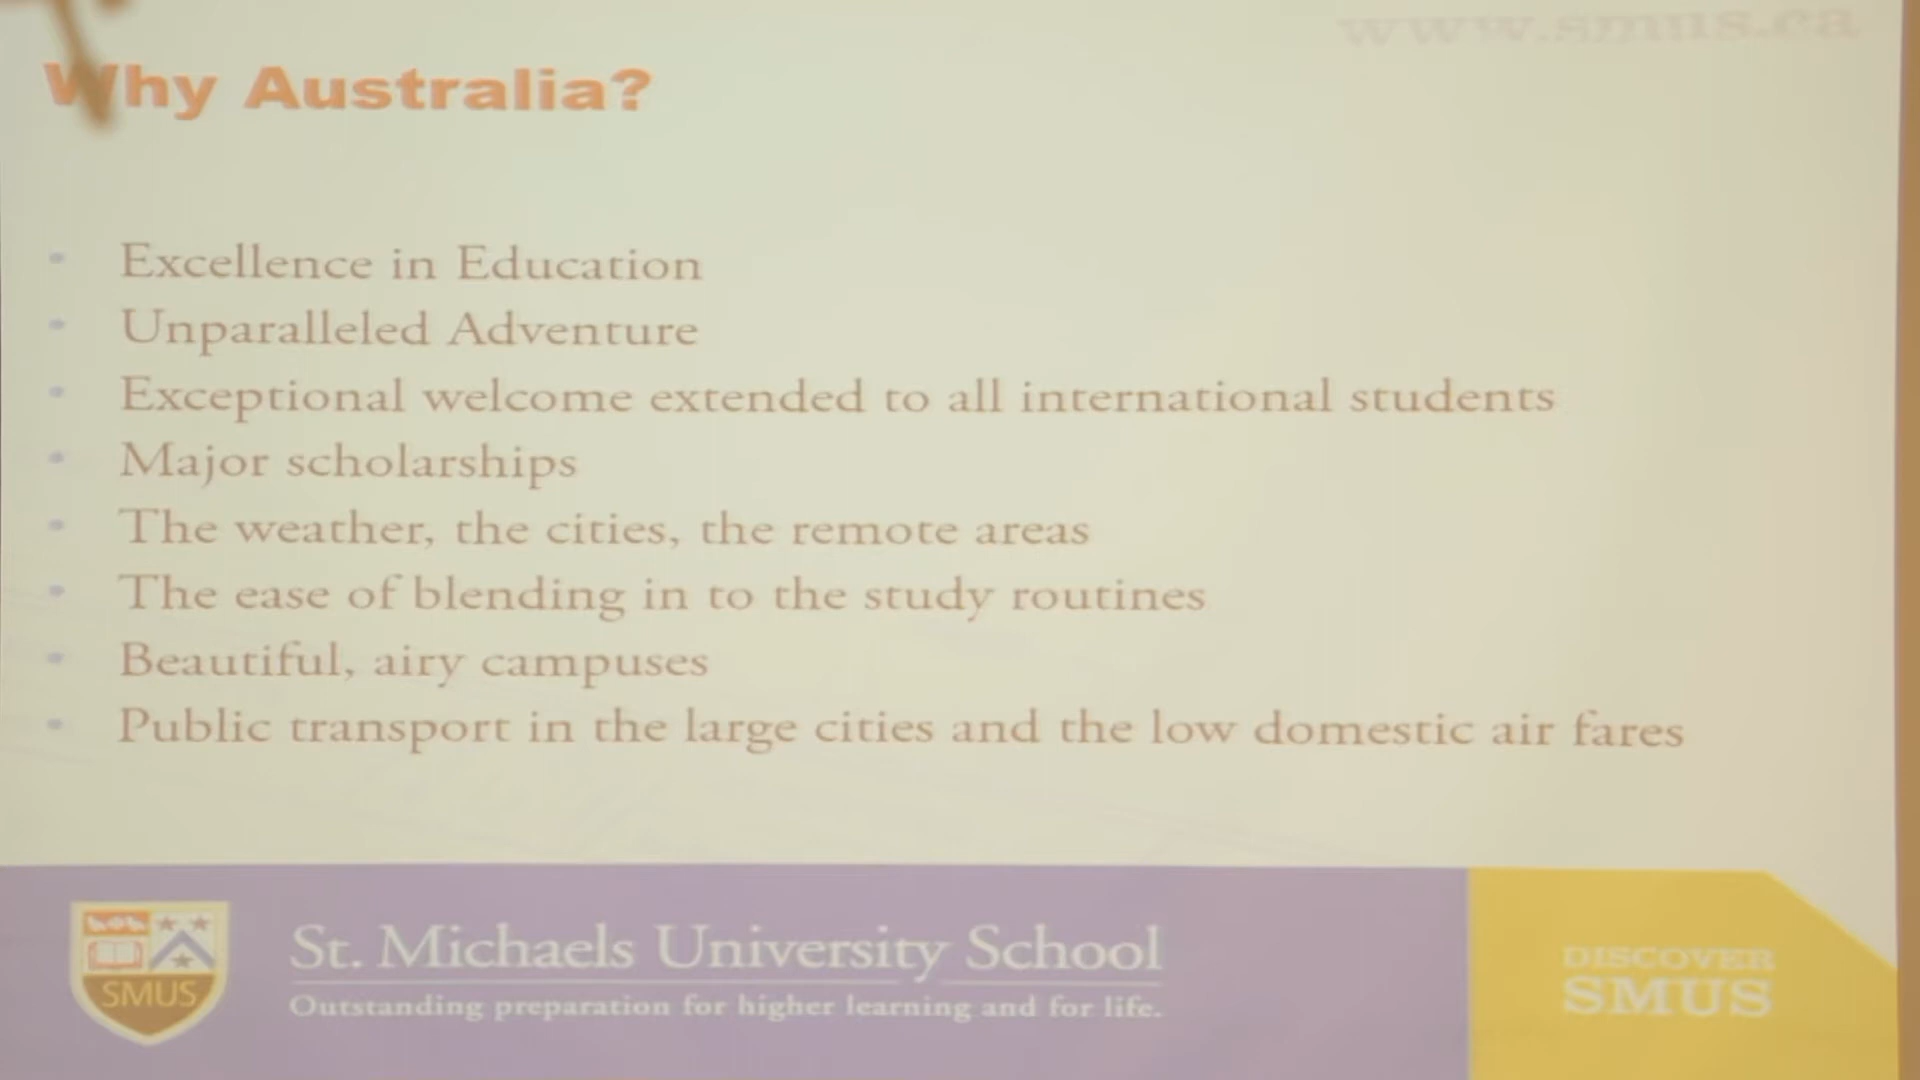 www.smus.ca
Why Australia?
• Excellence in Education
• Unparalleled Adventure
• Exceptional welcome extended to all international students
• Major scholarships
• The weather, the cities, the remote areas
• The ease of blending in to the study routines
• Beautiful, airy campuses
• Public transport in the large cities and the low domestic air fares
SMUS
St. Michaels University School
Outstanding preparation for higher learning and for life.
DISCOVER
SMUS